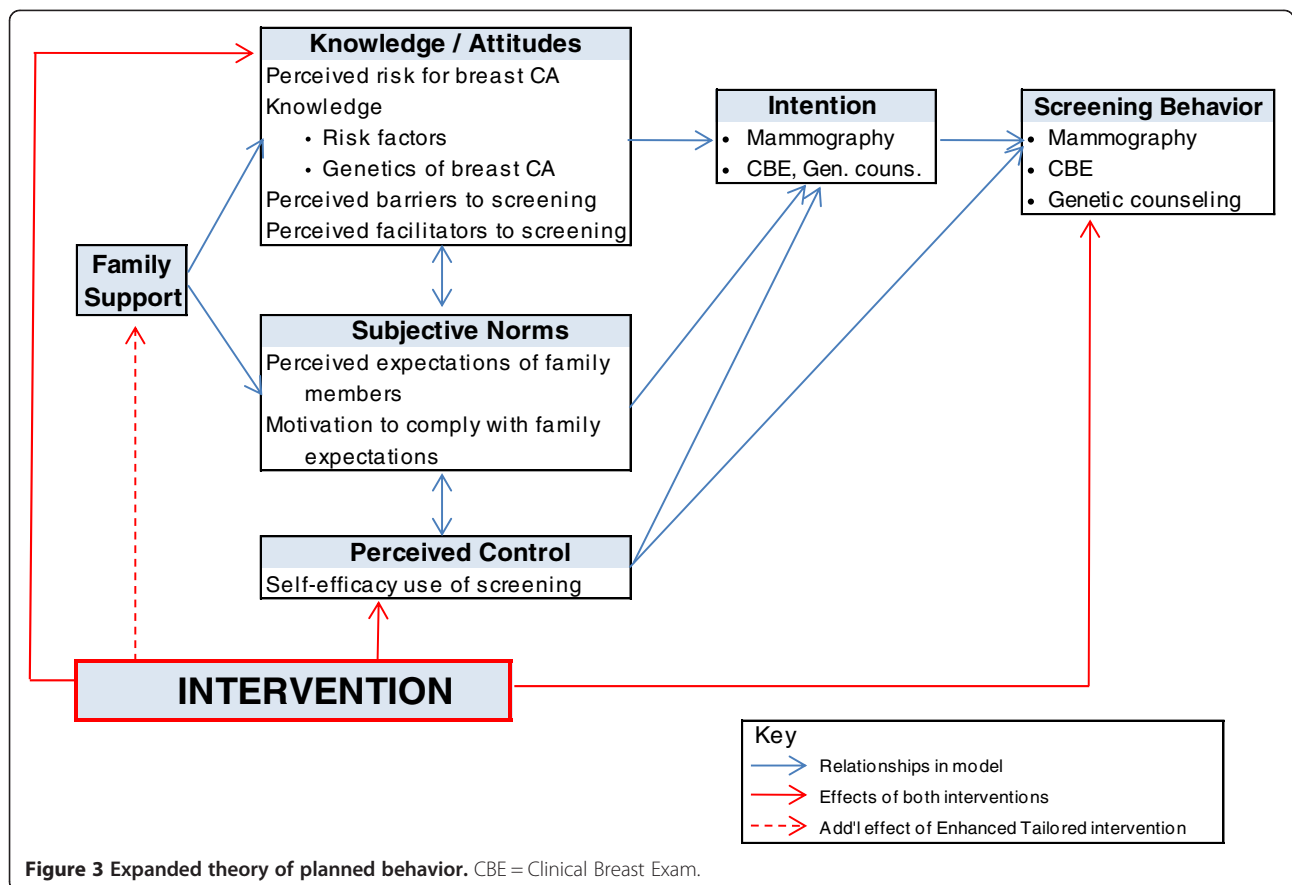 Knowledge / Attitudes
Perceived risk for breast CA
Knowledge
• Risk factors
• Genetics of breast CA
Perceived barriers to screening
Perceived facilitators to screening
Intention
• Mammography
• CBE, Gen. couns.
Screening Behavior
• Mammography
• CBE
• Genetic counseling
Family
Support
Subjective Norms
Perceived expectations of family
members
Motivation to comply with family
expectations
Perceived Control
Self-efficacy use of screening
INTERVENTION
Key
Relationships in model
Effects of both interventions
Add'l effect of Enhanced Tailored intervention
Figure 3 Expanded theory of planned behavior. CBE = Clinical Breast Exam.